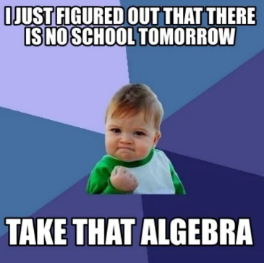 I JUST FIGURED OUT THAT THERE
IS NO SCHOOL TOMORROW
TAKE THAT ALGEBRA